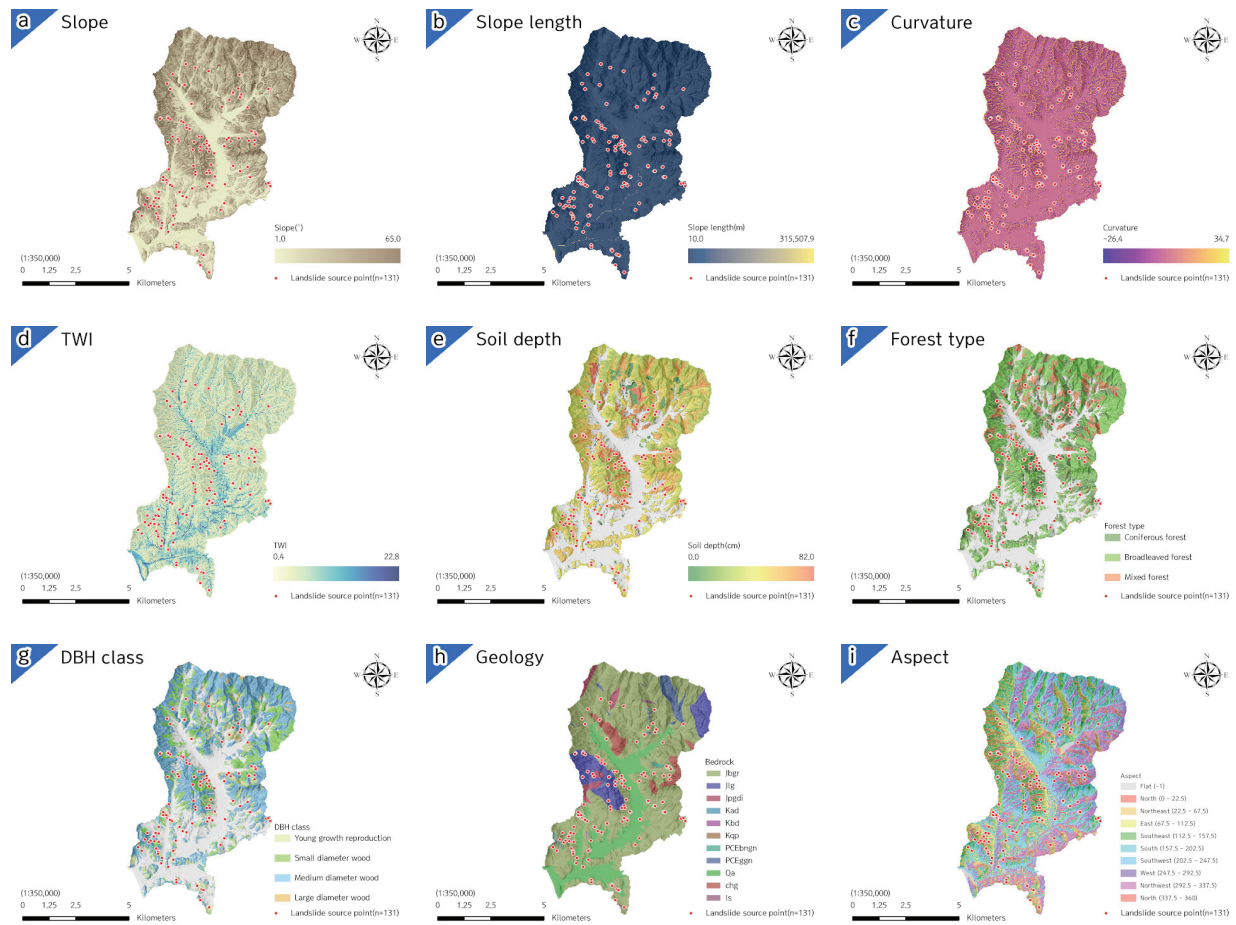 a Slope
N
W E
S
Slope(°)
1,0 65,0
(1:350,000)
0 1,25 2,5 5
Kilometers
Landslide source point(n=131)
b Slope length
N
W E
S
Slope length(m)
10,0 315,507,9
(1:350,000)
0 1,25 2,5 5
Kilometers
Landslide source point(n=131)
c Curvature
N
W E
S
Curvature
-26,4 34,7
(1:350,000)
0 1,25 2,5 5
Kilometers
Landslide source point(n=131)
d TWI
N
W E
S
TWI
0,4 22,8
(1:350,000)
0 1,25 2,5 5
Kilometers
Landslide source point(n=131)
e Soil depth
N
W E
S
Soil depth(cm)
0,0 82,0
(1:350,000)
0 1,25 2,5 5
Kilometers
Landslide source point(n=131)
f Forest type
N
W E
S
Forest type
Coniferous forest
Broadleaved forest
Mixed forest
Landslide source point(n=131)
(1:350,000)
0 1,25 2,5 5
Kilometers
g DBH class
N
W E
S
DBH class
Young growth reproduction
Small diameter wood
Medium diameter wood
Large diameter wood
Landslide source point(n=131)
(1:350,000)
0 1,25 2,5 5
Kilometers
h Geology
N
W E
S
Bedrock
Jbgr
Jlg
Jpgdi
Kad
Kbd
Kqp
PCEbngn
PCEggn
Qa
chg
ls
Landslide source point(n=131)
(1:350,000)
0 1,25 2,5 5
Kilometers
i Aspect
N
W E
S
Aspect
Flat (-1)
North (0 - 22.5)
Northeast (22.5 - 67.5)
East (67.5 - 112.5)
Southeast (112.5 - 157.5)
South (157.5 - 202.5)
Southwest (202.5 - 247.5)
West (247.5 - 292.5)
Northwest (292.5 - 337.5)
North (337.5 - 360)
Landslide source point(n=131)
(1:350,000)
0 1,25 2,5 5
Kilometers